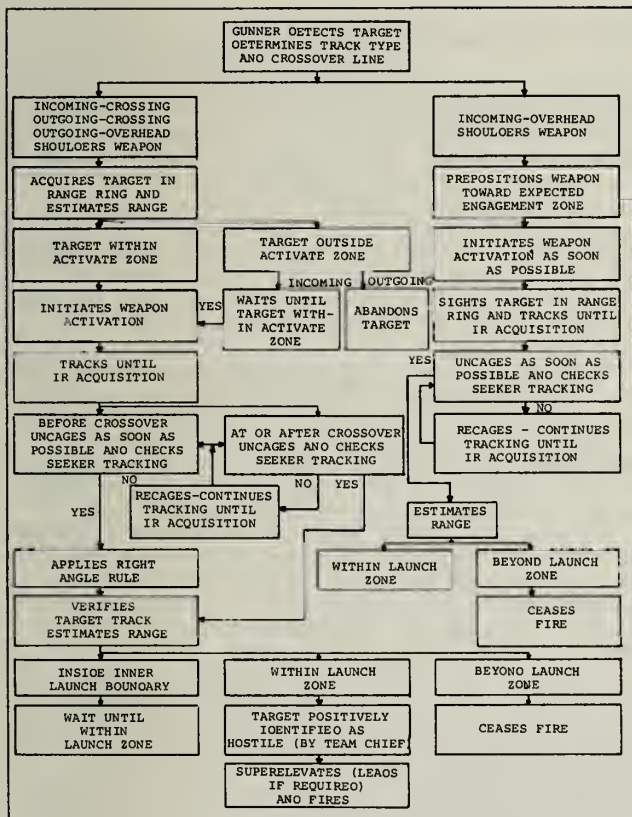 GUNNER DETECTS TARGET
DETERMINES TRACK TYPE
ANO CROSSOVER LINE
INCOMING-CROSSING
OUTGOING-CROSSING
OUTGOING-OVERHEAD
SHOULOERS WEAPON
INCOMING-OVERHEAD
SHOULOERS WEAPON
ACQUIRES TARGET IN
RANGE RING AND
ESTIMATES RANGE
PREPOSITIONS WEAPON
TOWARD EXPECTED
ENGAGEMENT ZONE
TARGET WITHIN
ACTIVATE ZONE
TARGET OUTSIDE
ACTIVATE ZONE
INITIATES WEAPON
ACTIVATION AS SOON
AS POSSIBLE
INCOMING
OUTGOING
INITIATES WEAPON
ACTIVATION
YES
WAITS UNTIL
TARGET WITH-
IN ACTIVATE
ZONE
ABANDONS
TARGET
SIGHTS TARGET IN RANGE
RING AND TRACKS UNTIL
IR ACQUISITION
TRACKS UNTIL
IR ACQUISITION
YES
UNCAGES AS SOON AS
POSSIBLE ANO CHECKS
SEEKER TRACKING
NO
BEFORE CROSSOVER
UNCAGES AS SOON AS
POSSIBLE ANO CHECKS
SEEKER TRACKING
AT OR AFTER CROSSOVER
UNCAGES ANO CHECKS
SEEKER TRACKING
RECAGES - CONTINUES
TRACKING UNTIL
IR ACQUISITION
YES
NO
NO
YES
RECAGES-CONTINUES
TRACKING UNTIL
IR ACQUISITION
ESTIMATES
RANGE
APPLIES RIGHT
ANGLE RULE
WITHIN LAUNCH
ZONE
BEYOND LAUNCH
ZONE
VERIFIES
TARGET TRACK
ESTIMATES RANGE
CEASES
FIRE
INSIOE INNER
LAUNCH BOUNDARY
WITHIN LAUNCH
ZONE
BEYONO LAUNCH
ZONE
WAIT UNTIL
WITHIN
LAUNCH ZONE
TARGET POSITIVELY
IDENTIFIED AS
HOSTILE (BY TEAM CHIEF)
CEASES FIRE
SUPERELEVATES (LEAOS
IF REQUIRED)
ANO FIRES